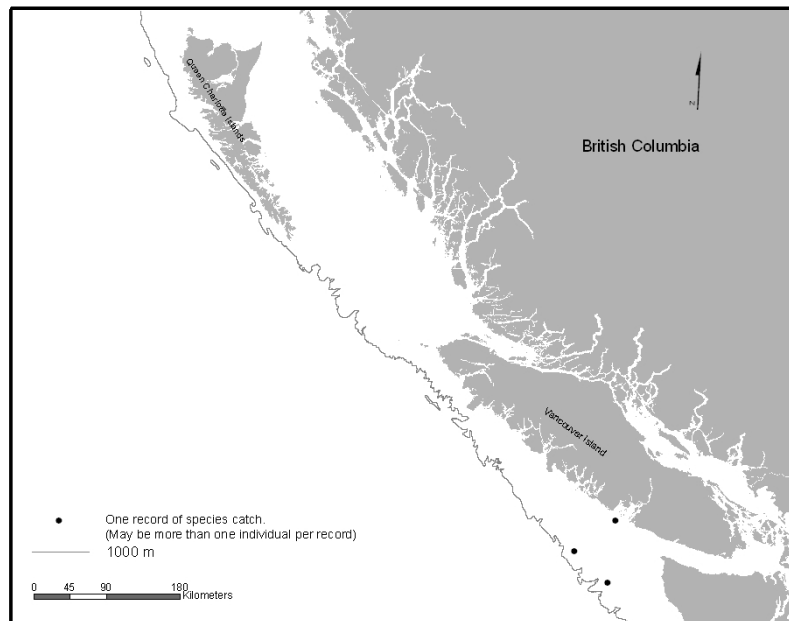 Queen Charlotte Islands
N
British Columbia
Vancouver Island
One record of species catch.
(May be more than one individual per record)
1000 m
0 45 90 180
Kilometers